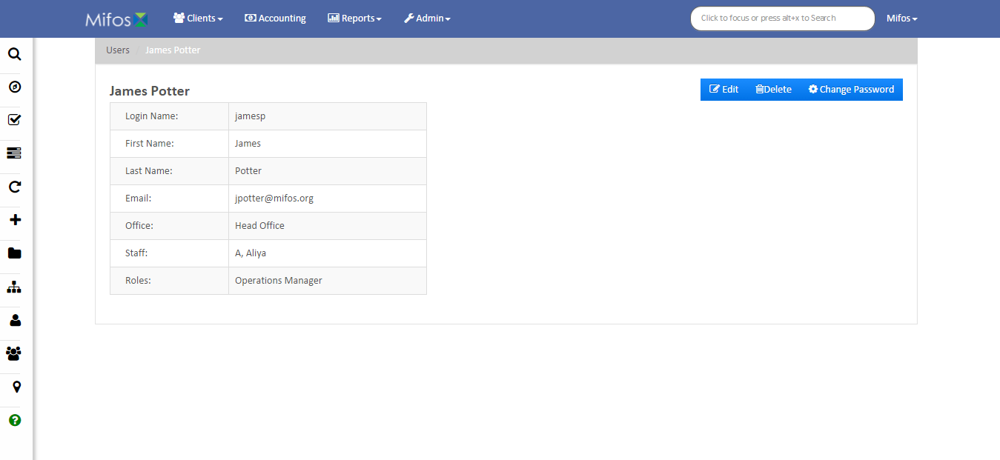 Mifos Clients Accounting Reports Admin Click to focus or press alt+x to Search Mifos
Users / James Potter
James Potter
Edit Delete Change Password
Login Name: jamesp
First Name: James
Last Name: Potter
Email: jpotter@mifos.org
Office: Head Office
Staff: A, Aliya
Roles: Operations Manager